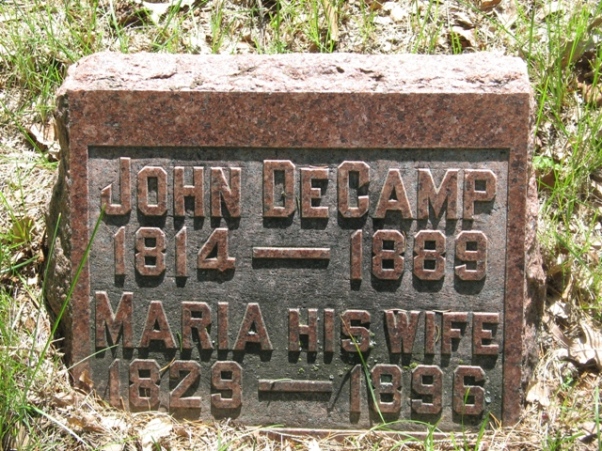 JOHN DECAMP
1814 — 1889
MARIA HIS WIFE
1829 — 1896